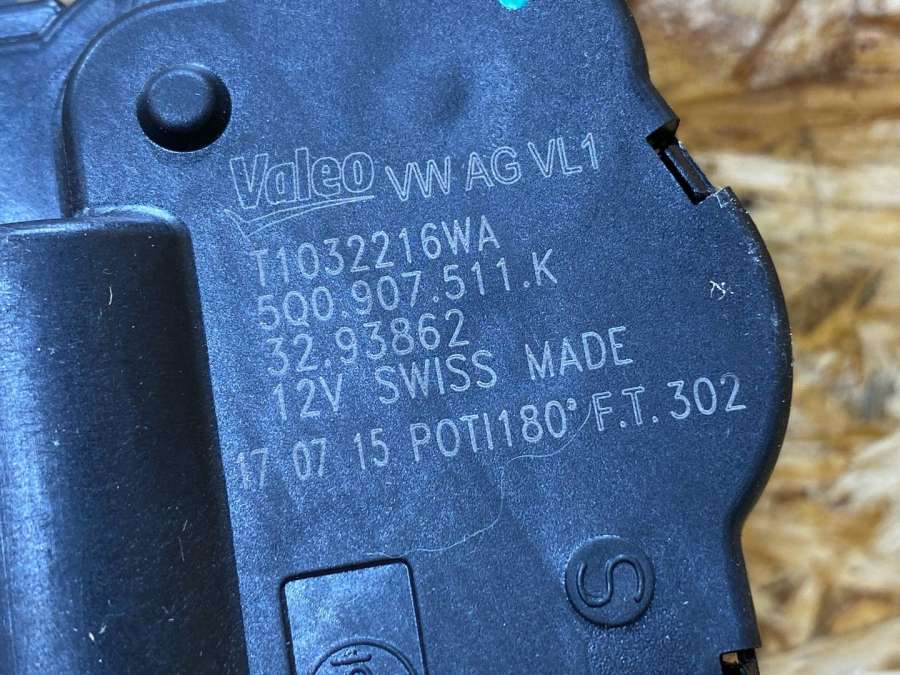 Valeo VW AG VL1
T1032216WA
5Q0.907.511.K
32.93862
12V SWISS MADE
17 07 15 POTI180° F.T.302
S